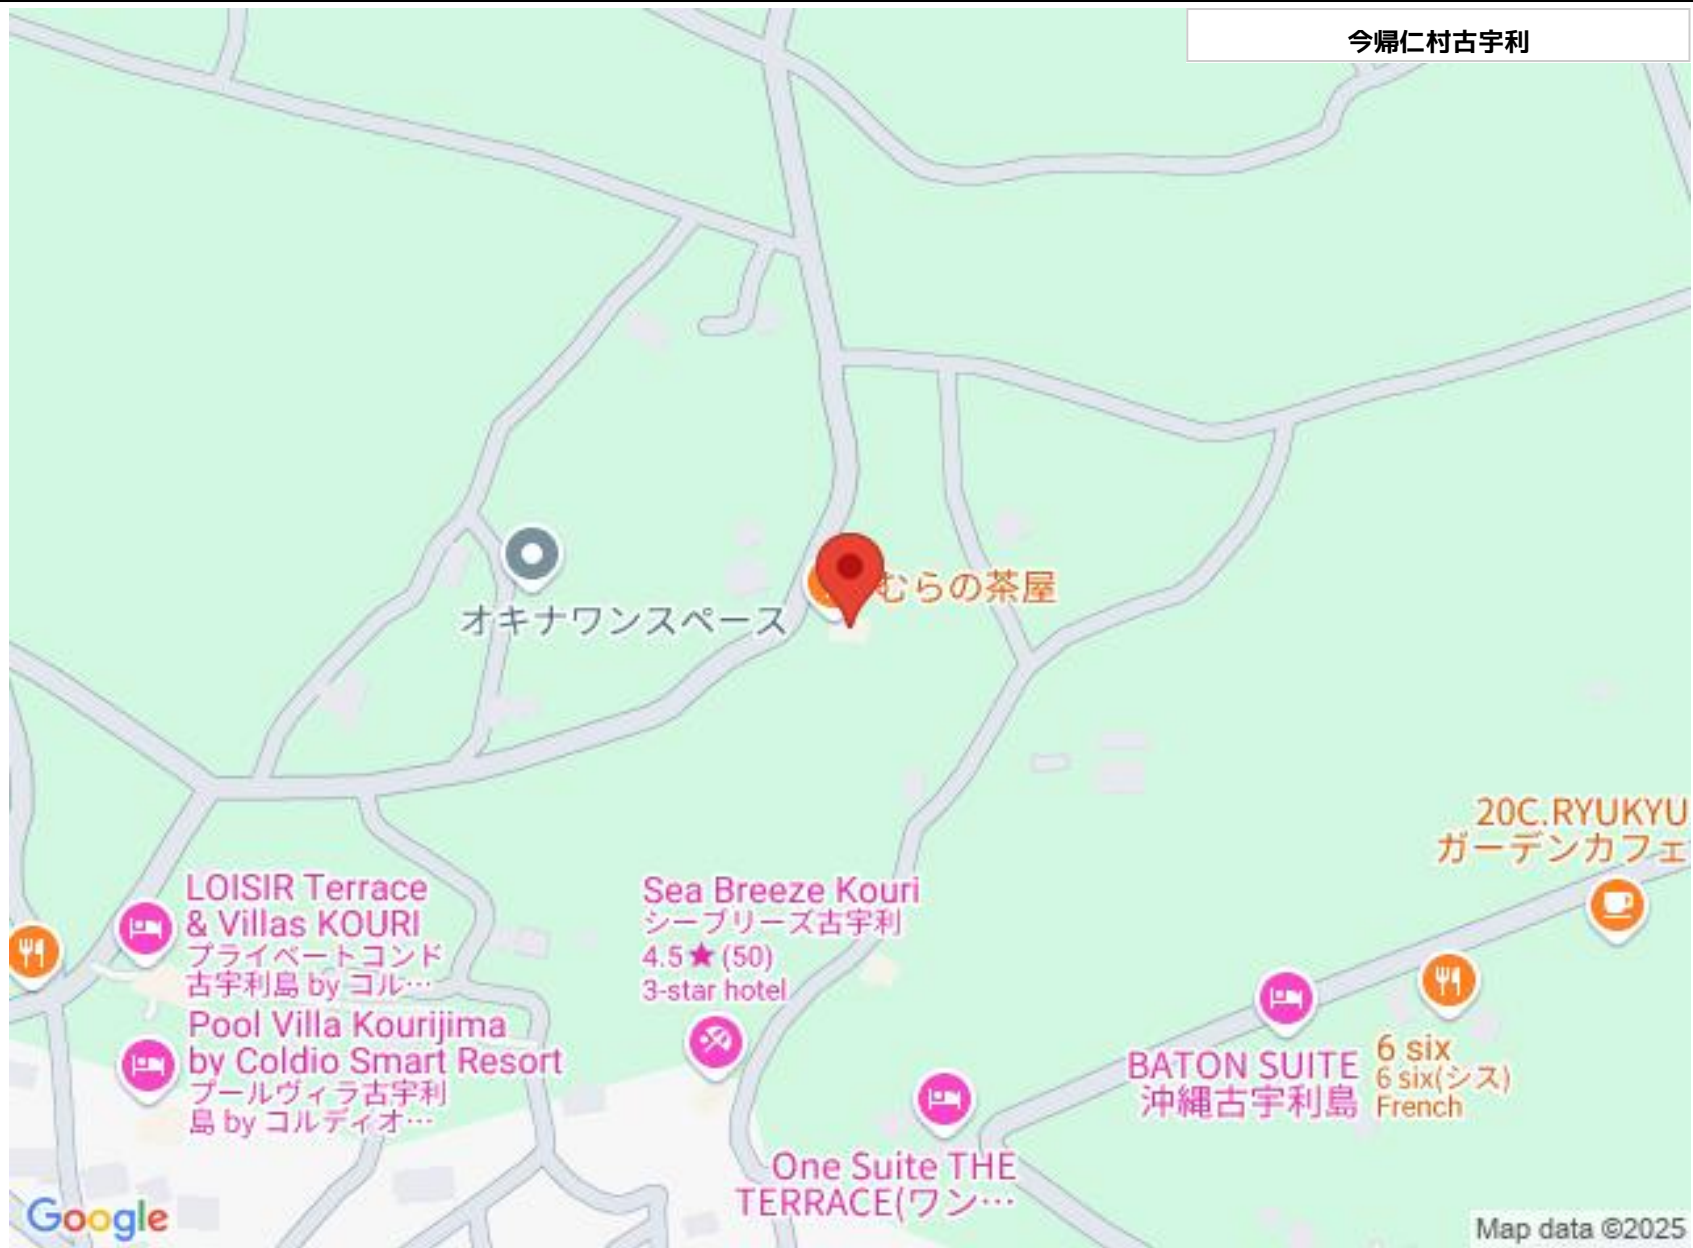 今帰仁村古宇利
むらの茶屋
オキナワンスペース
20C.RYUKYU
ガーデンカフェ
LOISIR Terrace
& Villas KOURI
プライベートコンド
古宇利島 by コル…
Sea Breeze Kouri
シーブリーズ古宇利
4.5★(50)
3-star hotel
Pool Villa Kourijima
by Coldio Smart Resort
プールヴィラ古宇利
島 by コルディオ…
BATON SUITE
沖縄古宇利島
6 six
6 six(シス)
French
One Suite THE
TERRACE(ワン…
Google
Map data ©2025